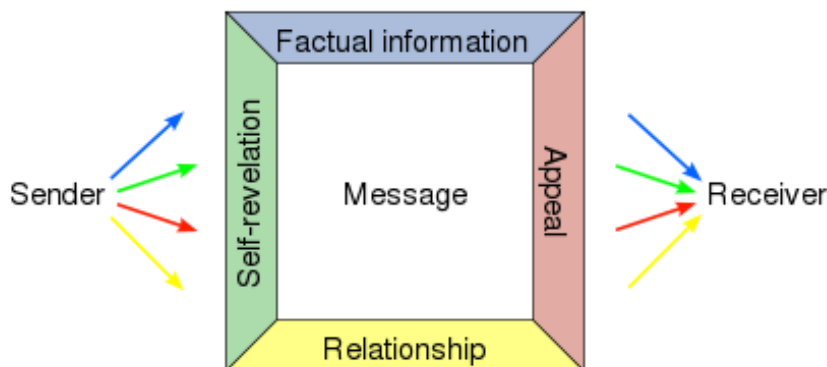 Factual information
Self-revelation
Sender
Message
Appeal
Receiver
Relationship